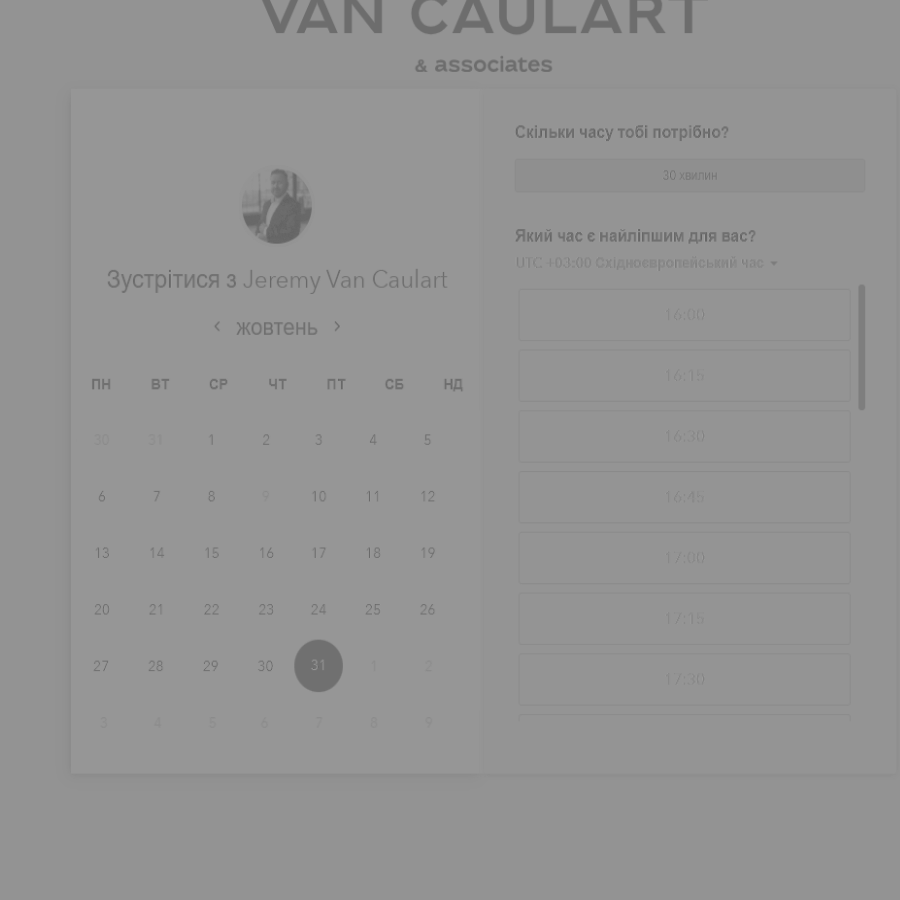 VAN CAULART
& associates
Зустрітися з Jeremy Van Caulart
жовтень
ПН ВТ СР ЧТ ПТ СБ НД
30 31 1 2 3 4 5
6 7 8 9 10 11 12
13 14 15 16 17 18 19
20 21 22 23 24 25 26
27 28 29 30 31 1 2
3 4 5 6 7 8 9
Скільки часу тобі потрібно?
30 хвилин
Який час є найліпшим для вас?
UTC +03:00 Східноєвропейський час
16:00
16:15
16:30
16:45
17:00
17:15
17:30